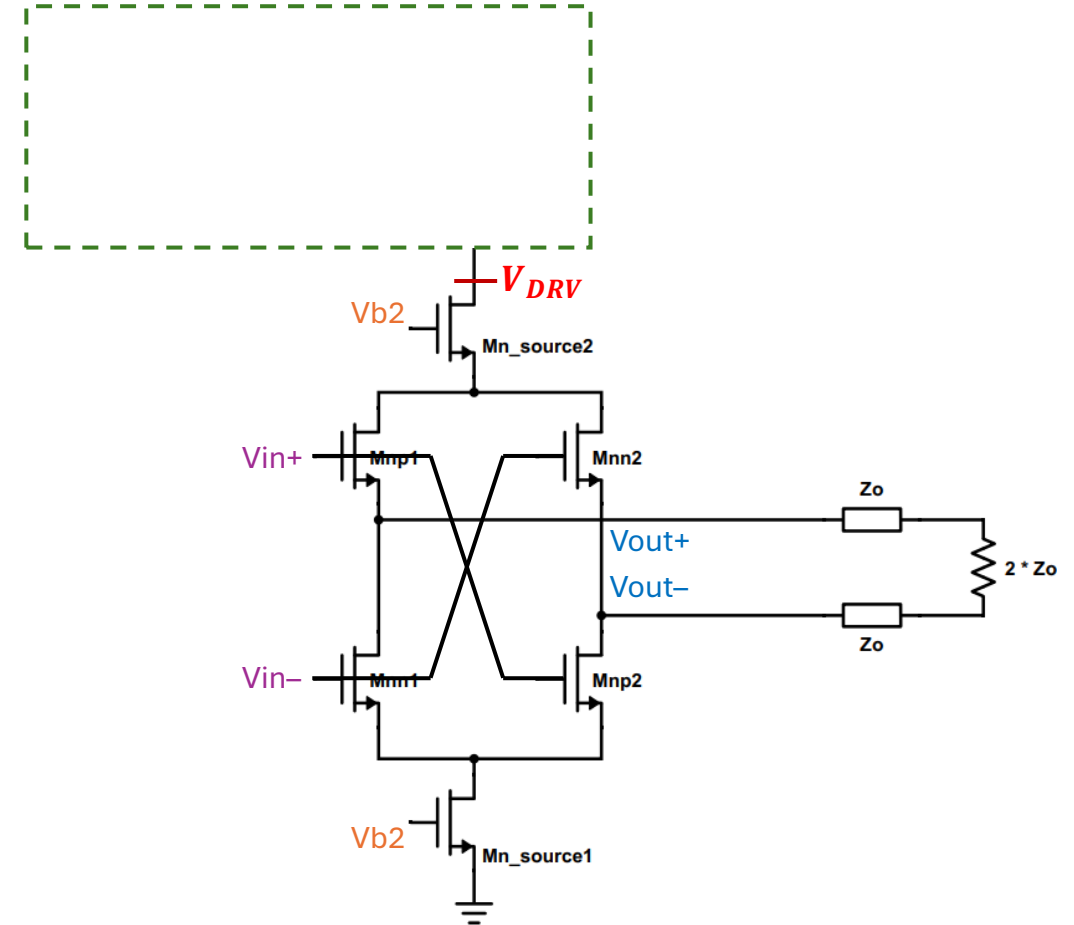 V_DRV
Vb2
Mn_source2
Vin+
Mnp1
Mnn2
Zo
Vout+
2 * Zo
Vout–
Zo
Vin–
Mnn1
Mnp2
Vb2
Mn_source1